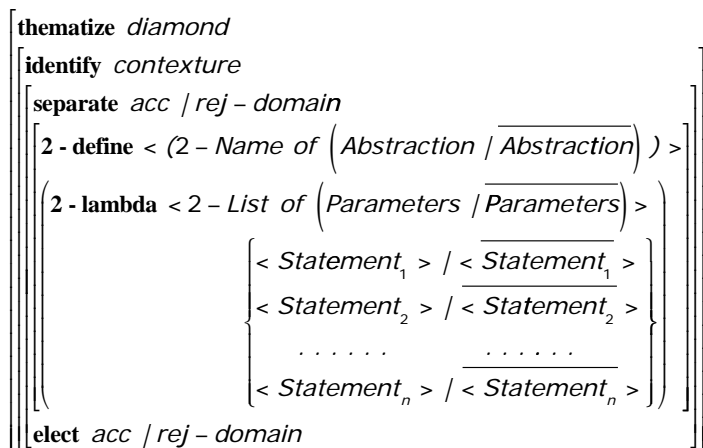 thematize diamond
identify contexture
separate acc / rej – domain
2 - define < (2 – Name of (Abstraction / Abstraction) ) >
(2 - lambda < 2 – List of (Parameters / Parameters) >
< Statement1 > / < Statement1 >
< Statement2 > / < Statement2 >
. . . . . . . . . . . .
< Statementn > / < Statementn >
elect acc / rej – domain